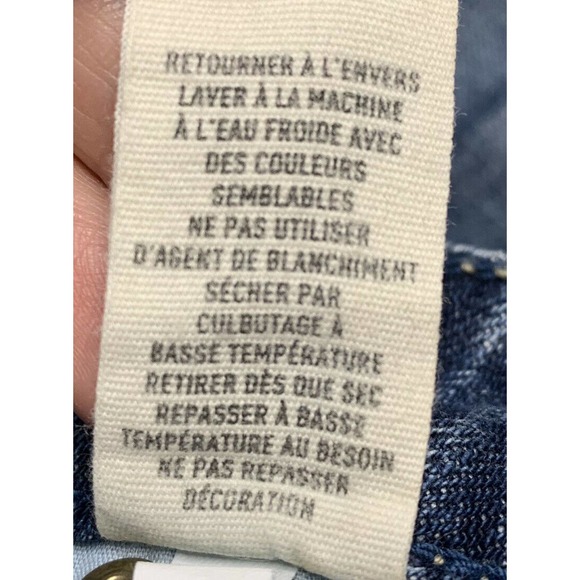 RETOURNER À L'ENVERS
LAVER À LA MACHINE
À L'EAU FROIDE AVEC
DES COULEURS
SEMBLABLES
NE PAS UTILISER
D'AGENT DE BLANCHIMENT
SÉCHER PAR
CULBUTAGE À
BASSE TEMPÉRATURE
RETIRER DÈS QUE SEC
REPASSER À BASSE
TEMPÉRATURE AU BESOIN
NE PAS REPASSER
DÉCORATION